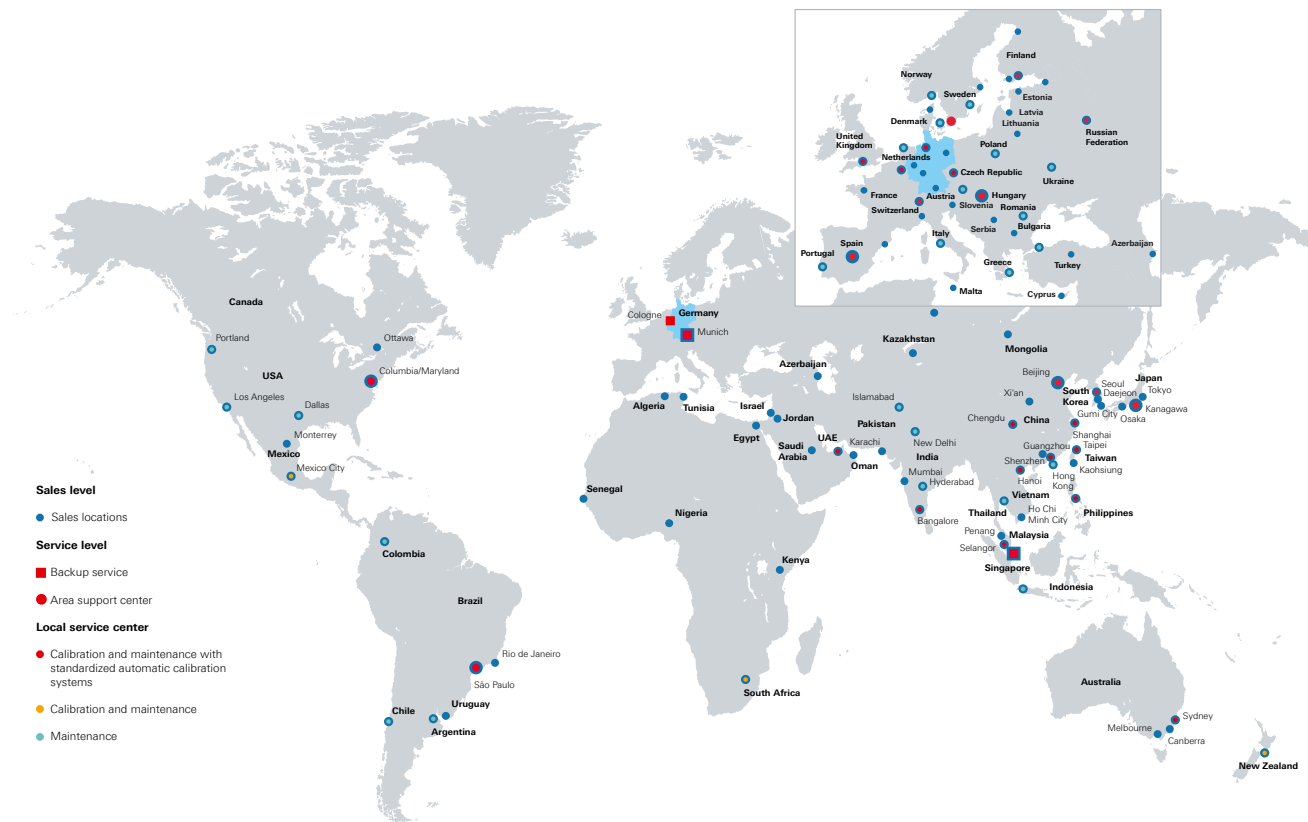 Finland
Norway
Sweden
Estonia
Latvia
Denmark
Lithuania
Russian
Federation
United
Kingdom
Poland
Netherlands
Czech Republic
Ukraine
France
Austria
Hungary
Switzerland
Slovenia
Romania
Serbia
Bulgaria
Italy
Spain
Portugal
Azerbaijan
Greece
Turkey
Malta
Cyprus
Canada
Portland
Ottawa
USA
Columbia/Maryland
Los Angeles
Dallas
Monterrey
Mexico
Mexico City
Colombia
Brazil
Rio de Janeiro
São Paulo
Chile
Uruguay
Argentina
Cologne
Germany
Munich
Kazakhstan
Mongolia
Azerbaijan
Algeria
Tunisia
Israel
Jordan
Egypt
Saudi
Arabia
UAE
Karachi
Oman
Islamabad
Pakistan
New Delhi
India
Mumbai
Hyderabad
Bangalore
Beijing
Xi'an
Chengdu
China
South
Korea
Seoul
Daejeon
Gumi City
Japan
Tokyo
Kanagawa
Osaka
Shanghai
Guangzhou
Taipei
Shenzhen
Taiwan
Kaohsiung
Hanoi
Hong
Kong
Vietnam
Thailand
Ho Chi
Minh City
Philippines
Penang
Malaysia
Selangor
Singapore
Indonesia
Senegal
Nigeria
Kenya
South Africa
Australia
Sydney
Melbourne
Canberra
New Zealand
Sales level
Sales locations
Service level
Backup service
Area support center
Local service center
Calibration and maintenance with
standardized automatic calibration
systems
Calibration and maintenance
Maintenance